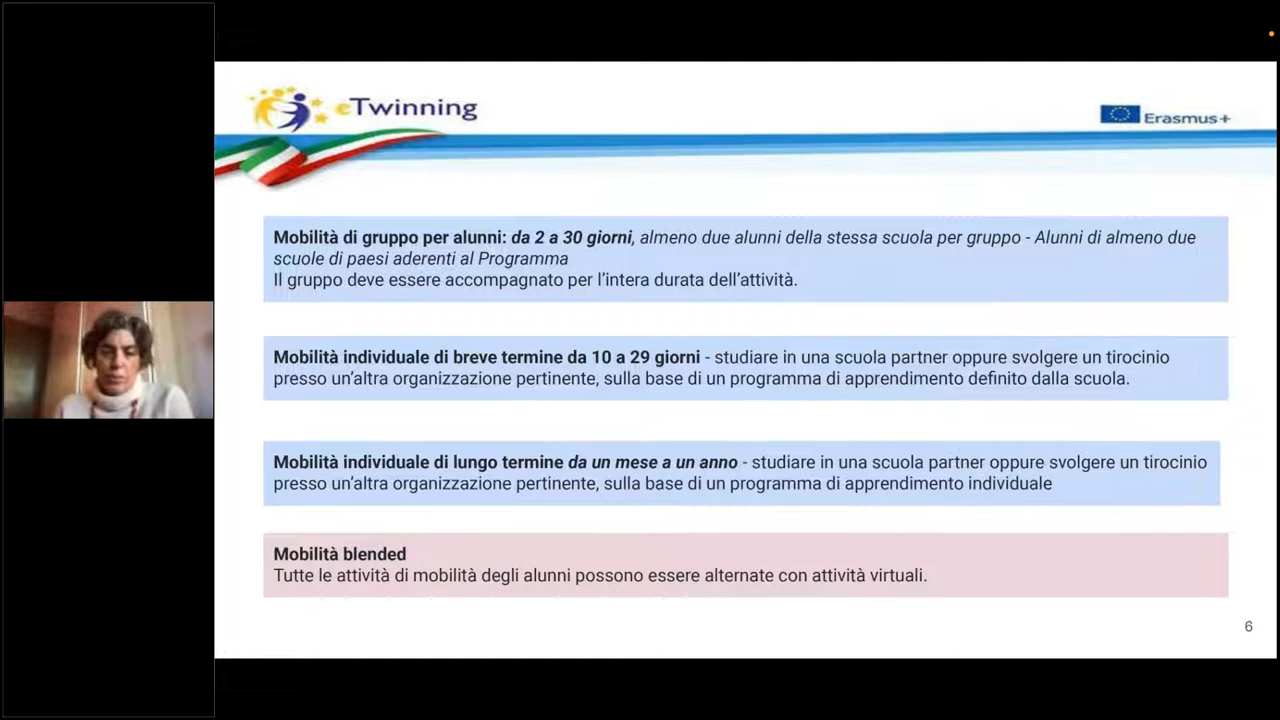 eTwinning
Erasmus+
Mobilità di gruppo per alunni: da 2 a 30 giorni, almeno due alunni della stessa scuola per gruppo - Alunni di almeno due
scuole di paesi aderenti al Programma
Il gruppo deve essere accompagnato per l’intera durata dell’attività.
Mobilità individuale di breve termine da 10 a 29 giorni - studiare in una scuola partner oppure svolgere un tirocinio
presso un’altra organizzazione pertinente, sulla base di un programma di apprendimento definito dalla scuola.
Mobilità individuale di lungo termine da un mese a un anno - studiare in una scuola partner oppure svolgere un tirocinio
presso un’altra organizzazione pertinente, sulla base di un programma di apprendimento individuale
Mobilità blended
Tutte le attività di mobilità degli alunni possono essere alternate con attività virtuali.
6